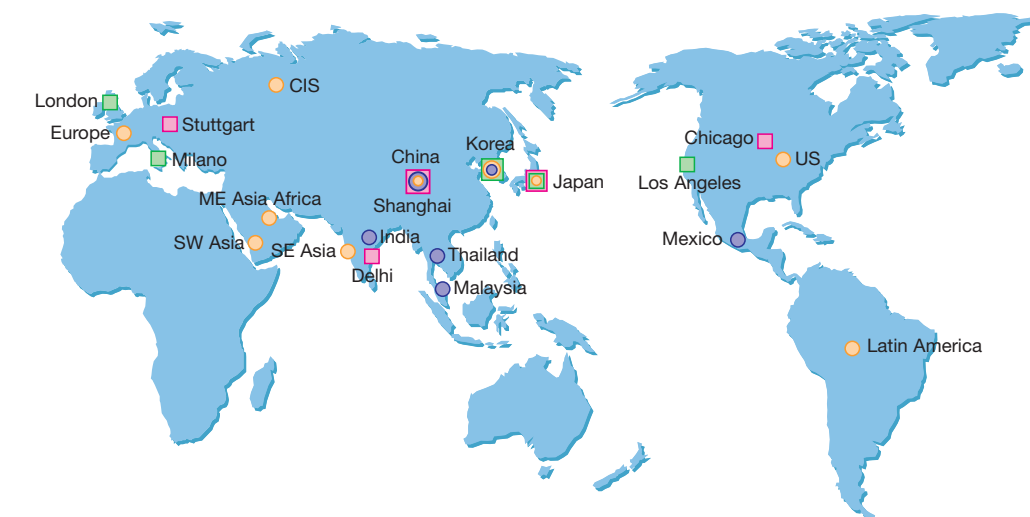 CIS
London
Stuttgart
Europe
Milano
Korea
China
Shanghai
Japan
Chicago
US
Los Angeles
ME Asia Africa
SW Asia
SE Asia
India
Delhi
Thailand
Malaysia
Mexico
Latin America